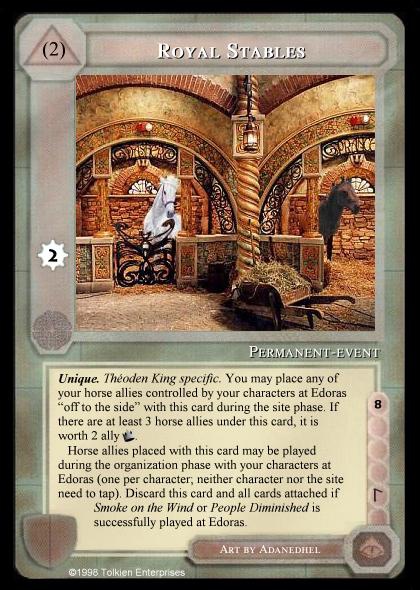 (2)
ROYAL STABLES
2
PERMANENT-EVENT
Unique. Théoden King specific. You may place any of
your horse allies controlled by your characters at Edoras
“off to the side” with this card during the site phase. If
there are at least 3 horse allies under this card, it is
worth 2 ally
8
Horse allies placed with this card may be played
during the organization phase with your characters at
Edoras (one per character; neither character nor the site
need to tap). Discard this card and all cards attached if
Smoke on the Wind or People Diminished is
successfully played at Edoras.
ART BY ADANEDHEL
©1998 Tolkien Enterprises